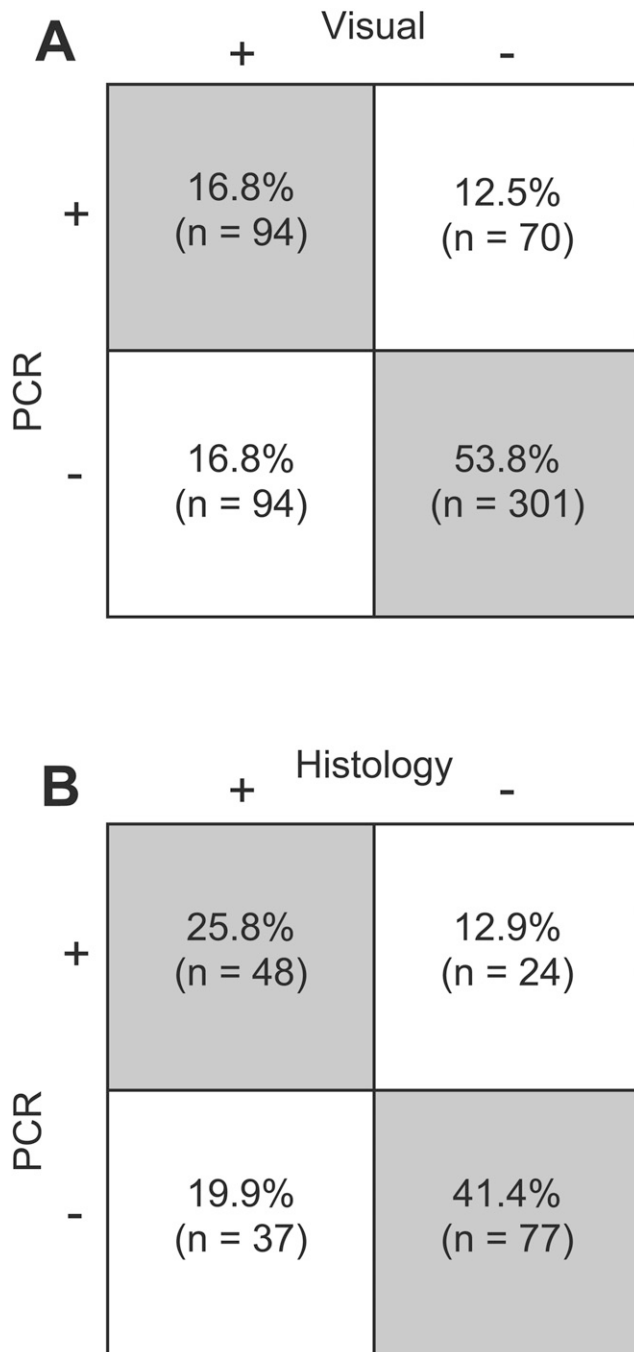 A
Visual
+ -
PCR
+
16.8%
(n = 94)
12.5%
(n = 70)
-
16.8%
(n = 94)
53.8%
(n = 301)
B
Histology
+ -
PCR
+
25.8%
(n = 48)
12.9%
(n = 24)
-
19.9%
(n = 37)
41.4%
(n = 77)